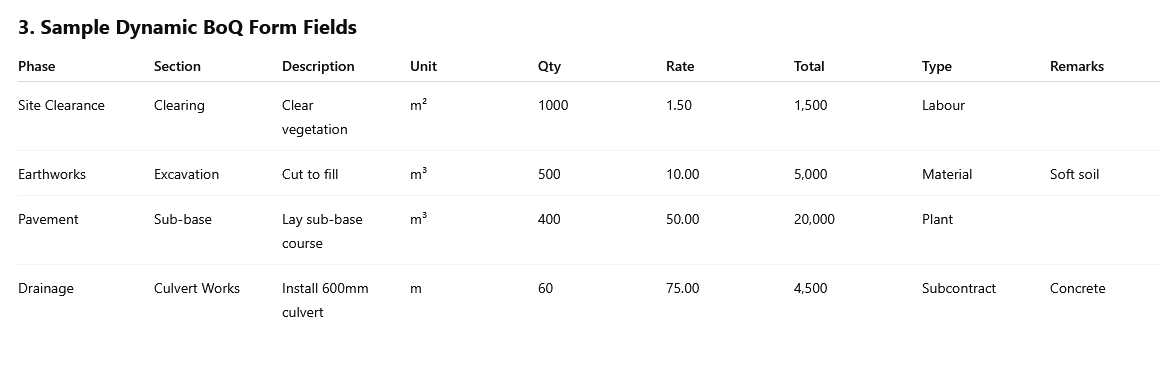 3. Sample Dynamic BoQ Form Fields
Phase Section Description Unit Qty Rate Total Type Remarks
Site Clearance Clearing Clear m² 1000 1.50 1,500 Labour
vegetation
Earthworks Excavation Cut to fill m³ 500 10.00 5,000 Material Soft soil
Pavement Sub-base Lay sub-base m³ 400 50.00 20,000 Plant
course
Drainage Culvert Works Install 600mm m 60 75.00 4,500 Subcontract Concrete
culvert